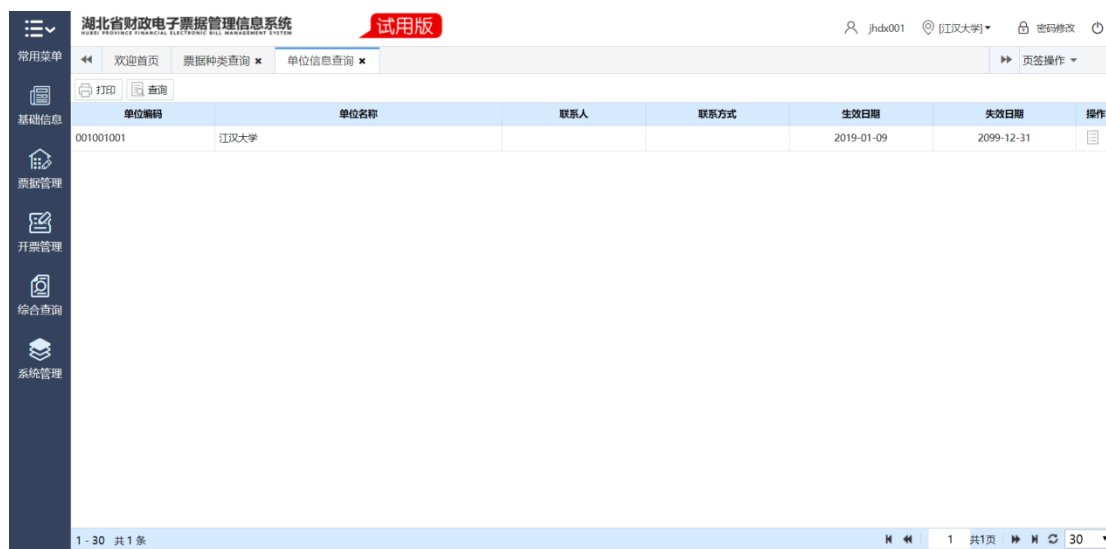 湖北省财政电子票据管理信息系统
HUBEI PROVINCE FINANCIAL ELECTRONIC BILL MANAGEMENT SYSTEM
试用版
jhdx001
[江汉大学]
密码修改
常用菜单
欢迎首页
票据种类查询 ×
单位信息查询 ×
页签操作
打印
查询
基础信息
票据管理
开票管理
综合查询
系统管理
单位编码 单位名称 联系人 联系方式 生效日期 失效日期 操作
001001001 江汉大学 2019-01-09 2099-12-31
1 - 30 共 1 条
1 共1页 30